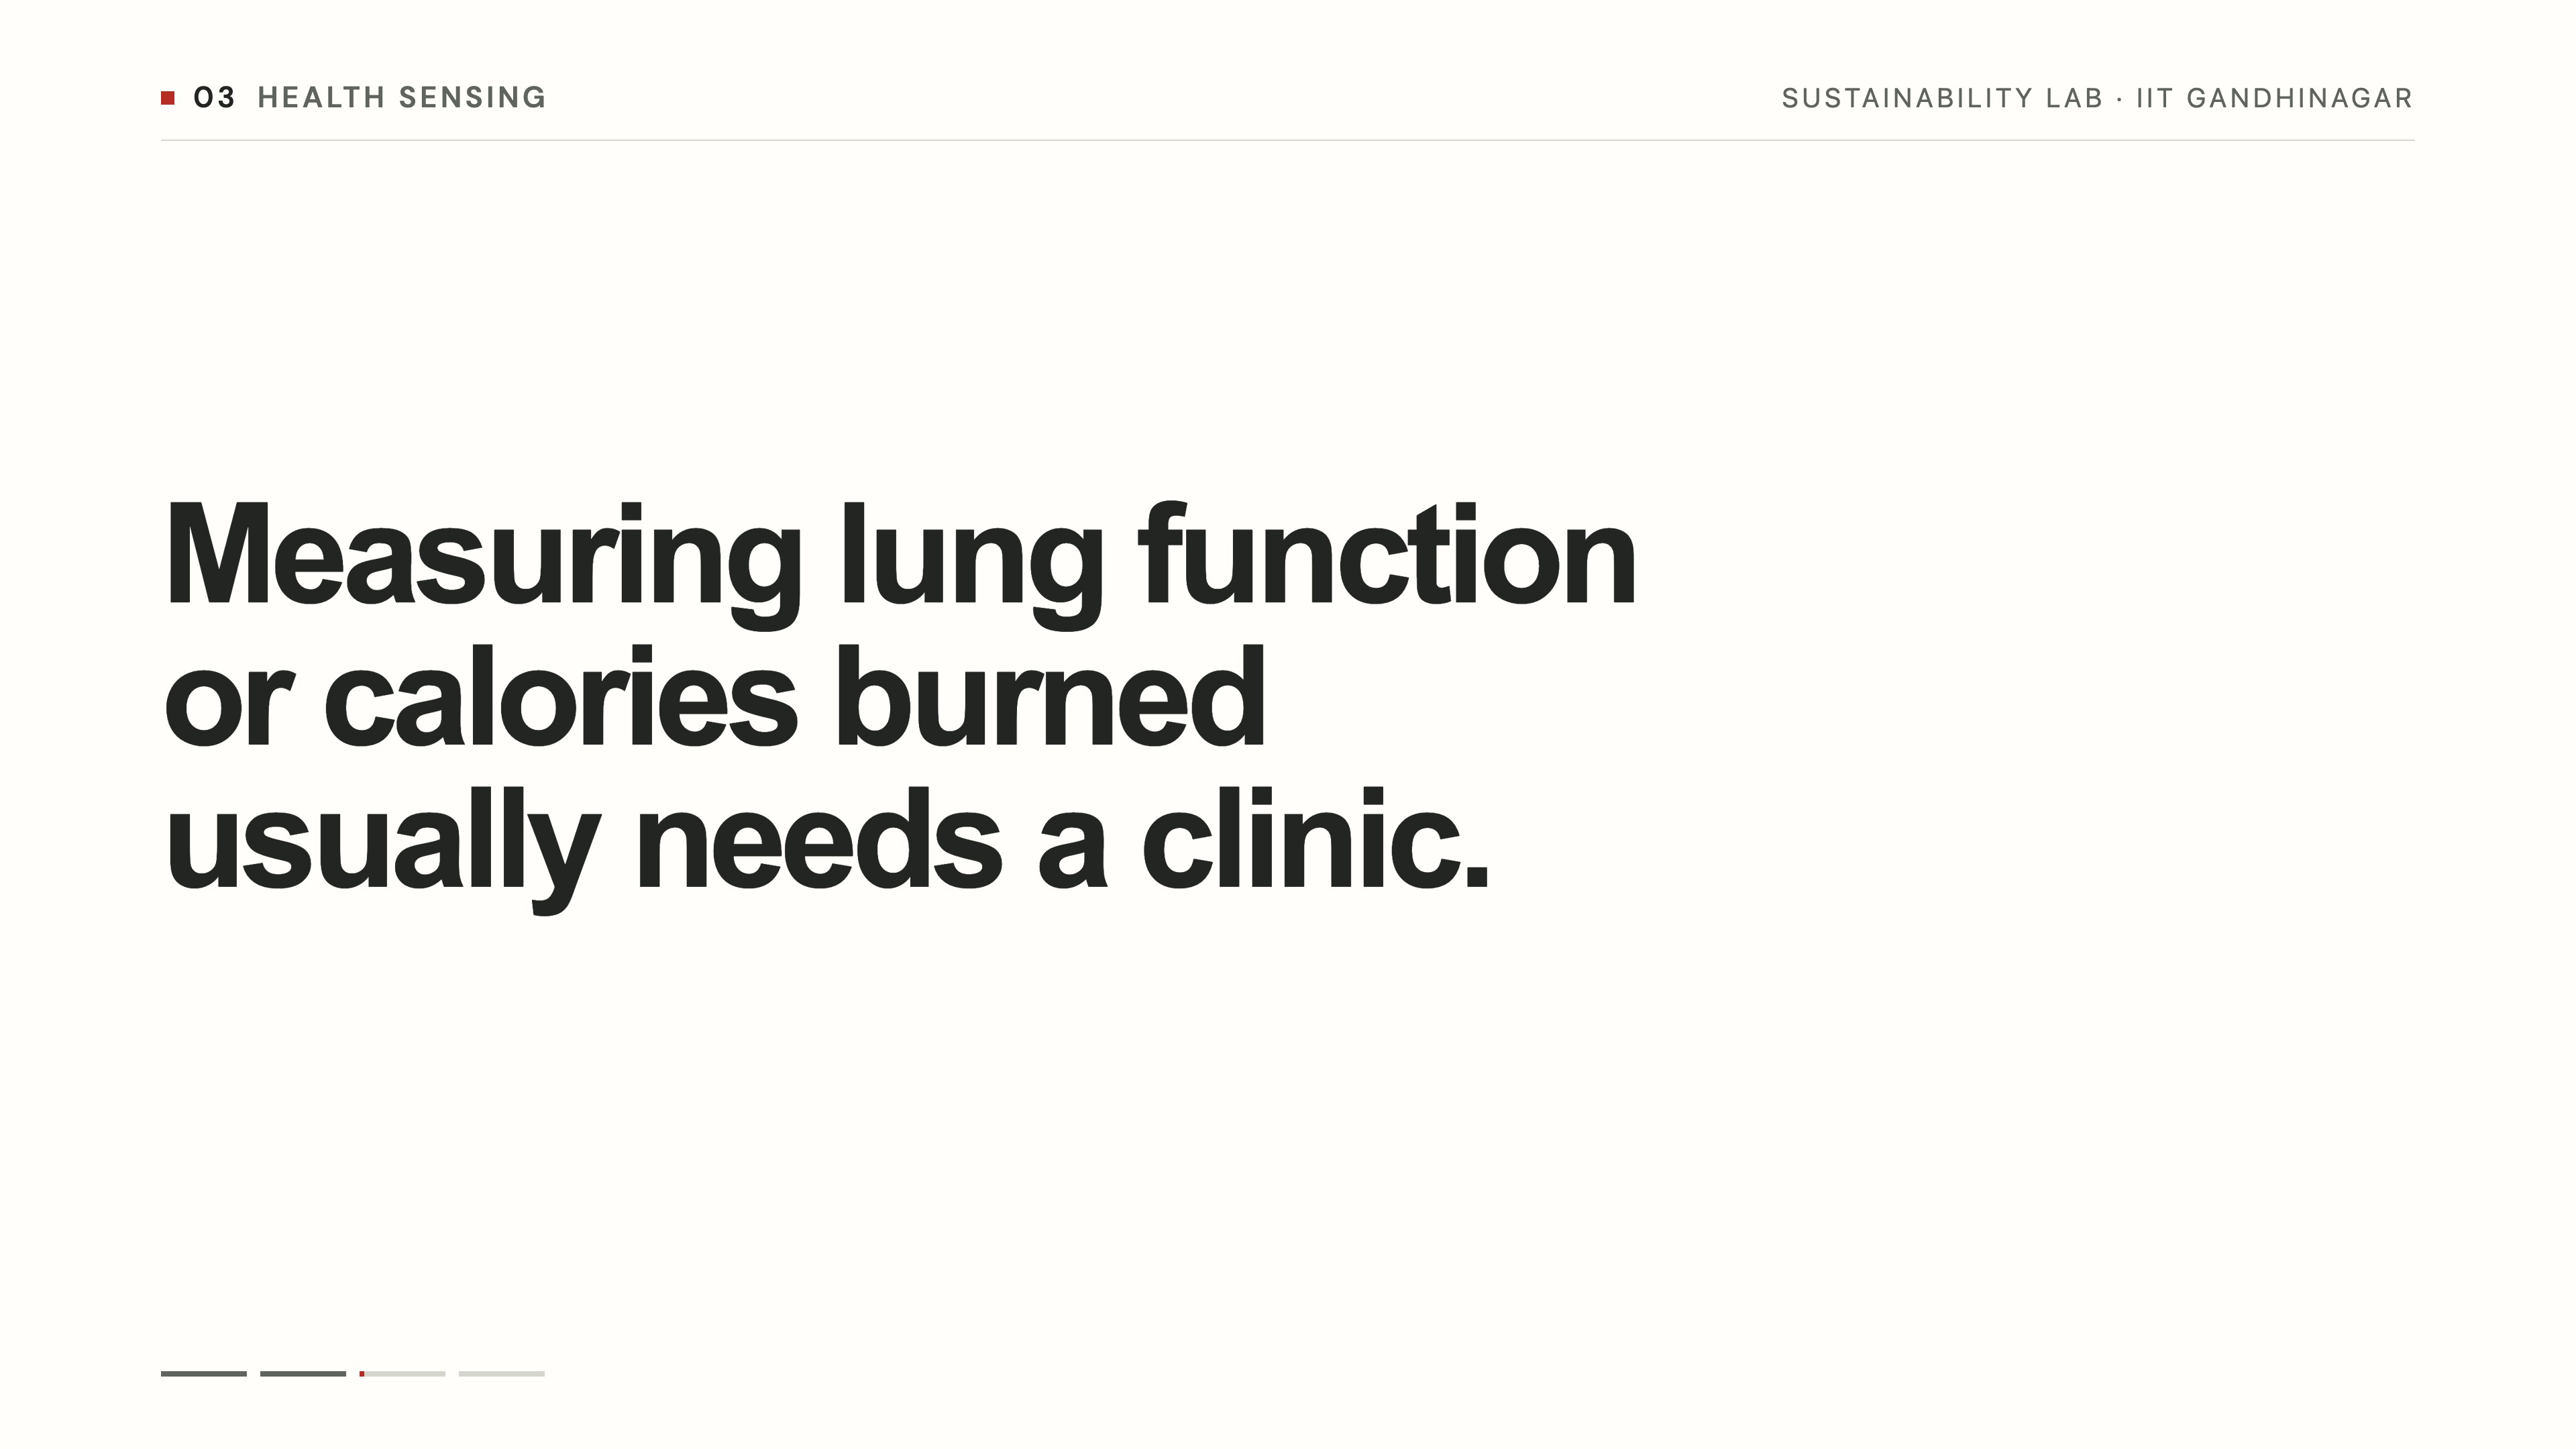 03 HEALTH SENSING
SUSTAINABILITY LAB · IIT GANDHINAGAR
Measuring lung function
or calories burned
usually needs a clinic.